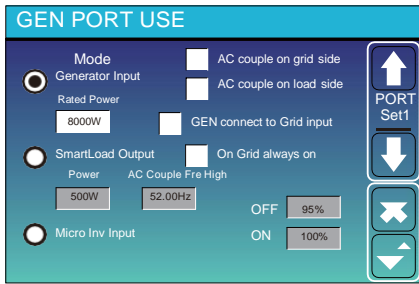 GEN PORT USE
Mode
AC couple on grid side
Generator Input
AC couple on load side
Rated Power
PORT
Set1
8000W
GEN connect to Grid input
SmartLoad Output
On Grid always on
Power
AC Couple Fre High
500W
52.00Hz
OFF
95%
Micro Inv Input
ON
100%